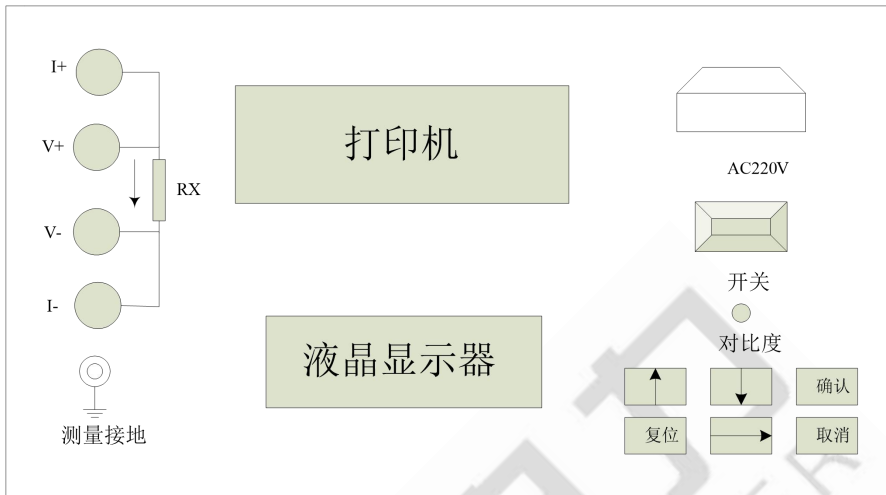 I+
V+
RX
V-
I-
测量接地
打印机
液晶显示器
AC220V
开关
对比度
确认
复位
取消